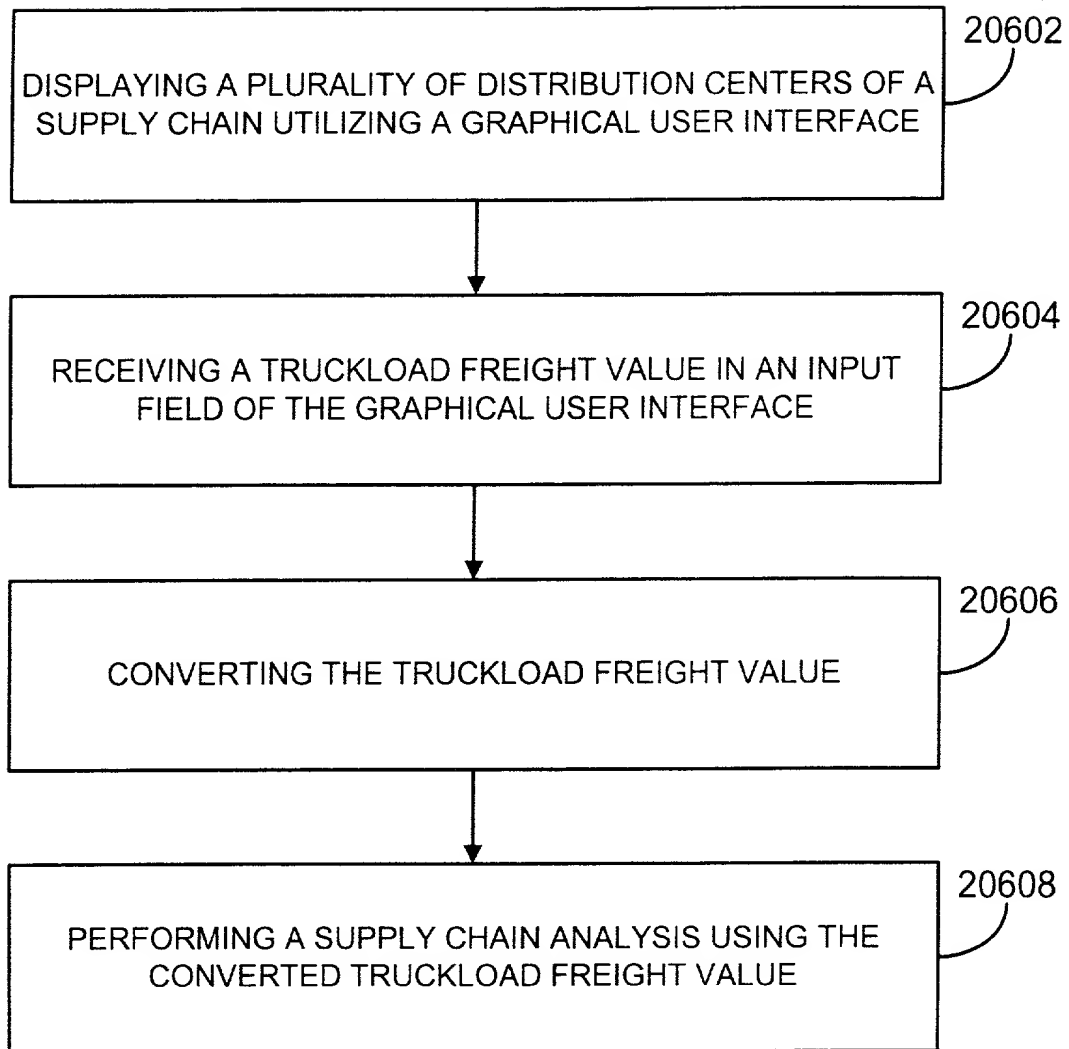 20602
DISPLAYING A PLURALITY OF DISTRIBUTION CENTERS OF A
SUPPLY CHAIN UTILIZING A GRAPHICAL USER INTERFACE
20604
RECEIVING A TRUCKLOAD FREIGHT VALUE IN AN INPUT
FIELD OF THE GRAPHICAL USER INTERFACE
20606
CONVERTING THE TRUCKLOAD FREIGHT VALUE
20608
PERFORMING A SUPPLY CHAIN ANALYSIS USING THE
CONVERTED TRUCKLOAD FREIGHT VALUE